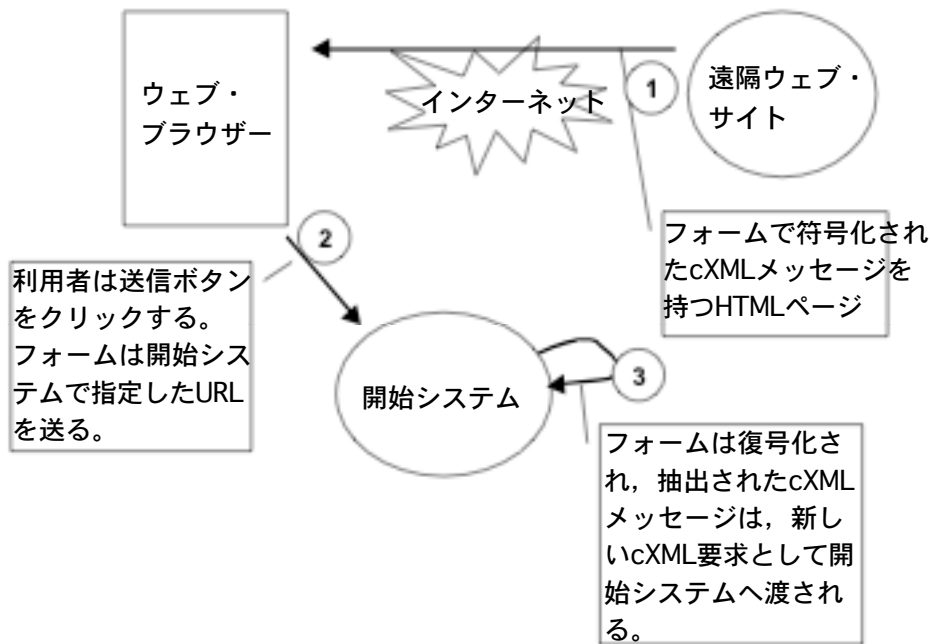 ウェブ・
ブラウザー
インターネット
1
遠隔ウェブ・
サイト
フォームで符号化され
たcXMLメッセージを
持つHTMLページ
2
利用者は送信ボタン
をクリックする。
フォームは開始シス
テムで指定したURL
を送る。
開始システム
3
フォームは復号化さ
れ，抽出されたcXML
メッセージは，新し
いcXML要求として開
始システムへ渡され
る。